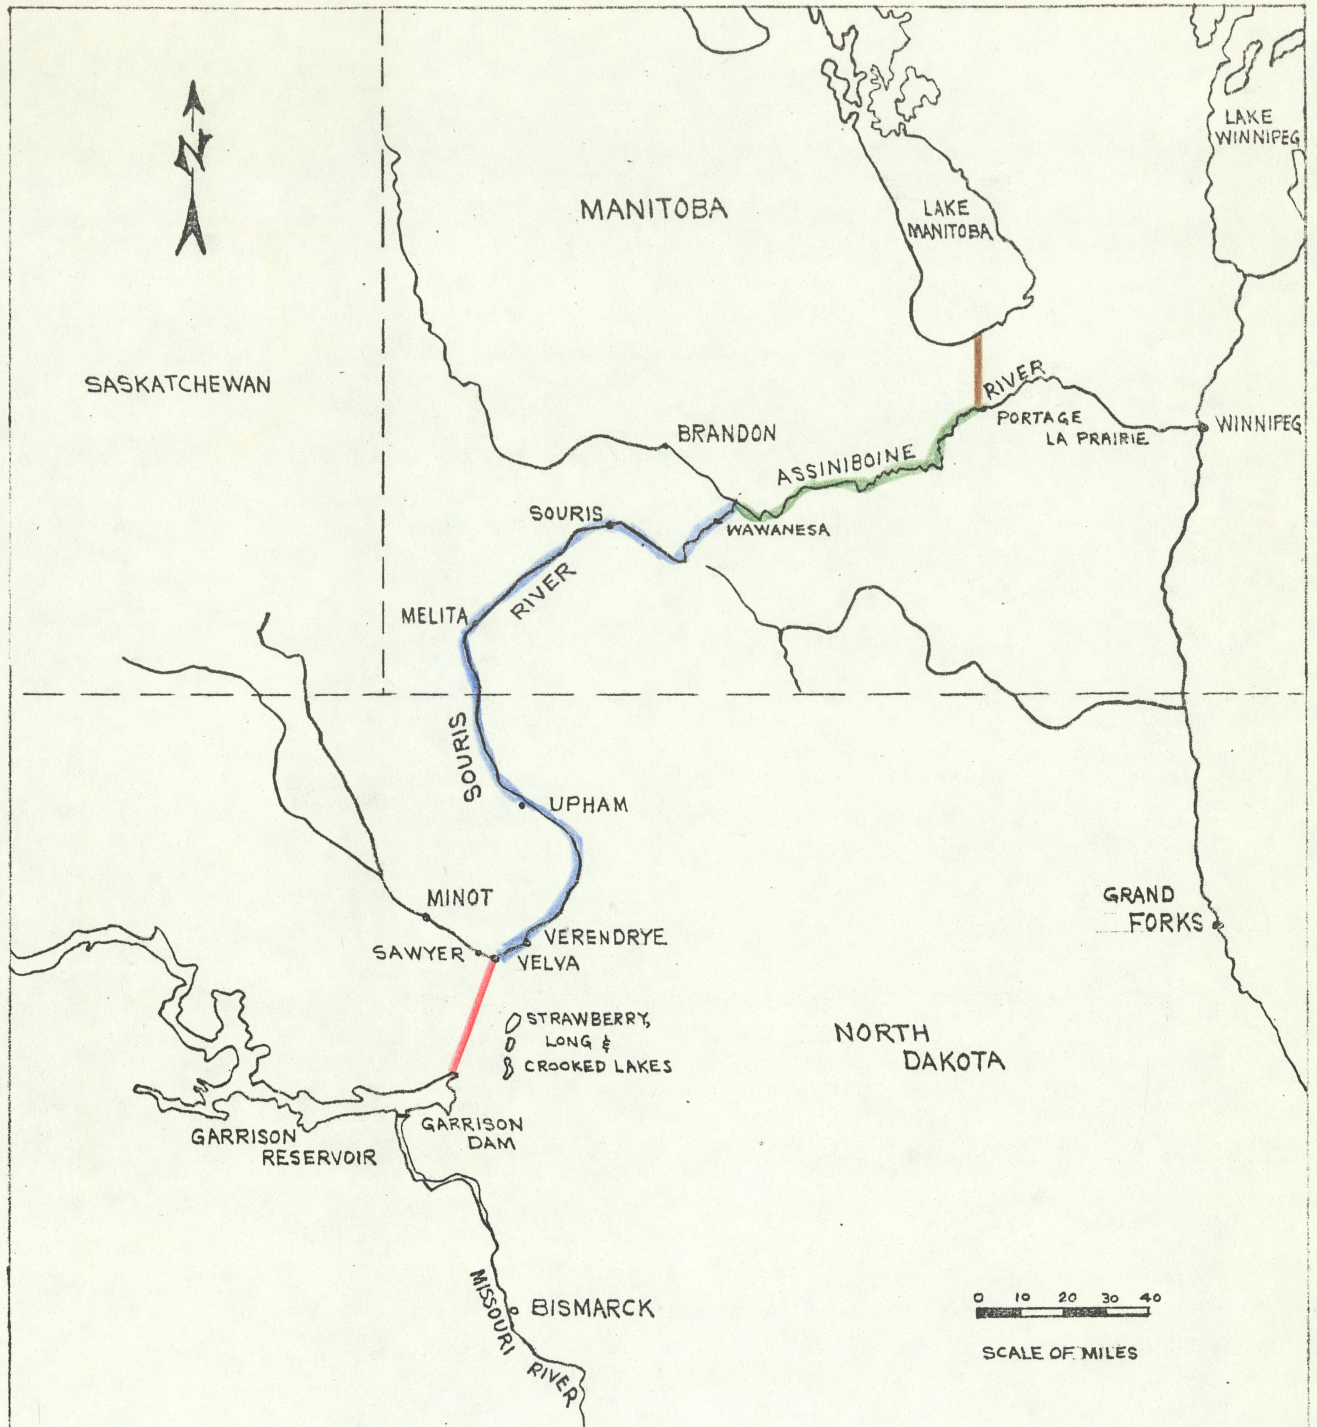 N
LAKE
WINNIPEG
MANITOBA
LAKE
MANITOBA
SASKATCHEWAN
RIVER
PORTAGE
LA PRAIRIE
WINNIPEG
BRANDON
ASSINIBOINE
SOURIS
WAWANESA
RIVER
MELITA
SOURIS
UPHAM
MINOT
GRAND
FORKS
VERENDRYE
SAWYER
VELVA
STRAWBERRY,
LONG &
CROOKED LAKES
NORTH
DAKOTA
GARRISON
RESERVOIR
GARRISON
DAM
MISSOURI
RIVER
BISMARCK
0 10 20 30 40
SCALE OF MILES